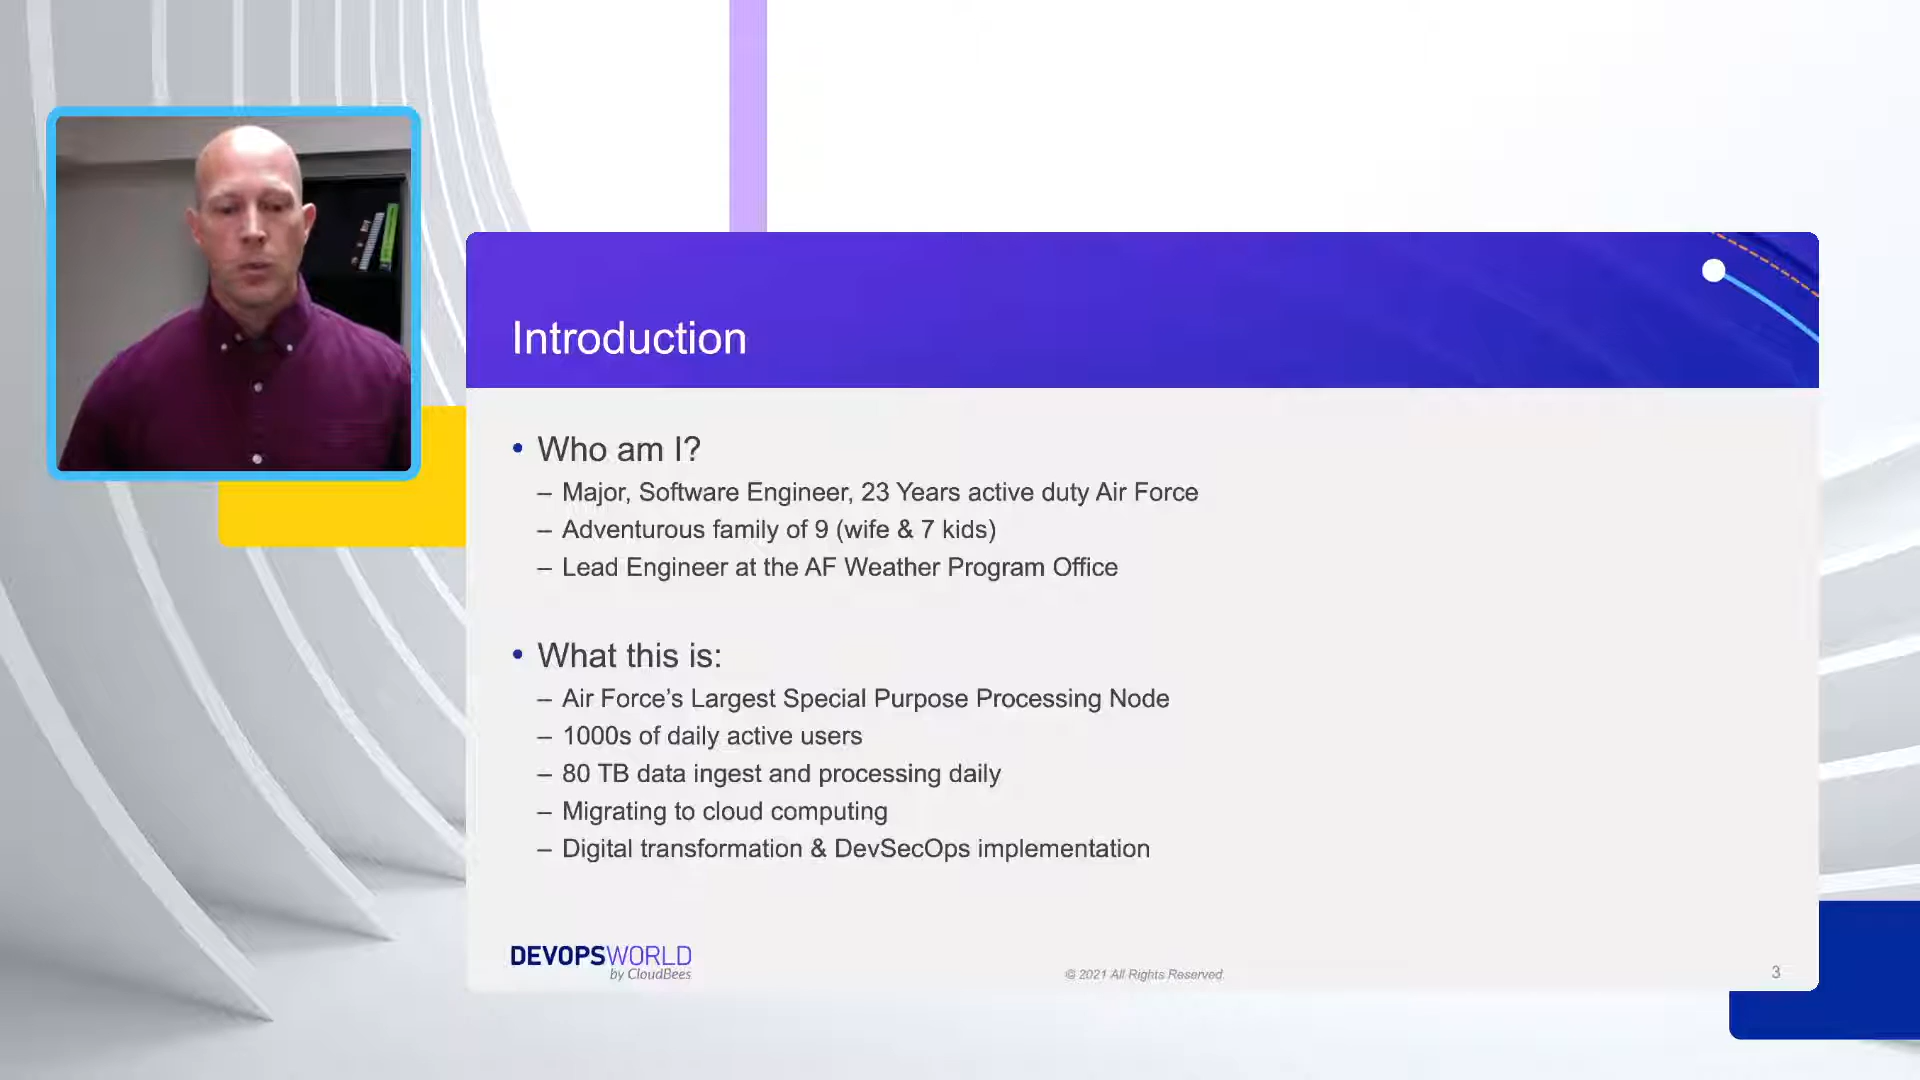 Introduction
• Who am I?
– Major, Software Engineer, 23 Years active duty Air Force
– Adventurous family of 9 (wife & 7 kids)
– Lead Engineer at the AF Weather Program Office
• What this is:
– Air Force’s Largest Special Purpose Processing Node
– 1000s of daily active users
– 80 TB data ingest and processing daily
– Migrating to cloud computing
– Digital transformation & DevSecOps implementation
DEVOPSWORLD
by CloudBees
© 2021 All Rights Reserved.
3